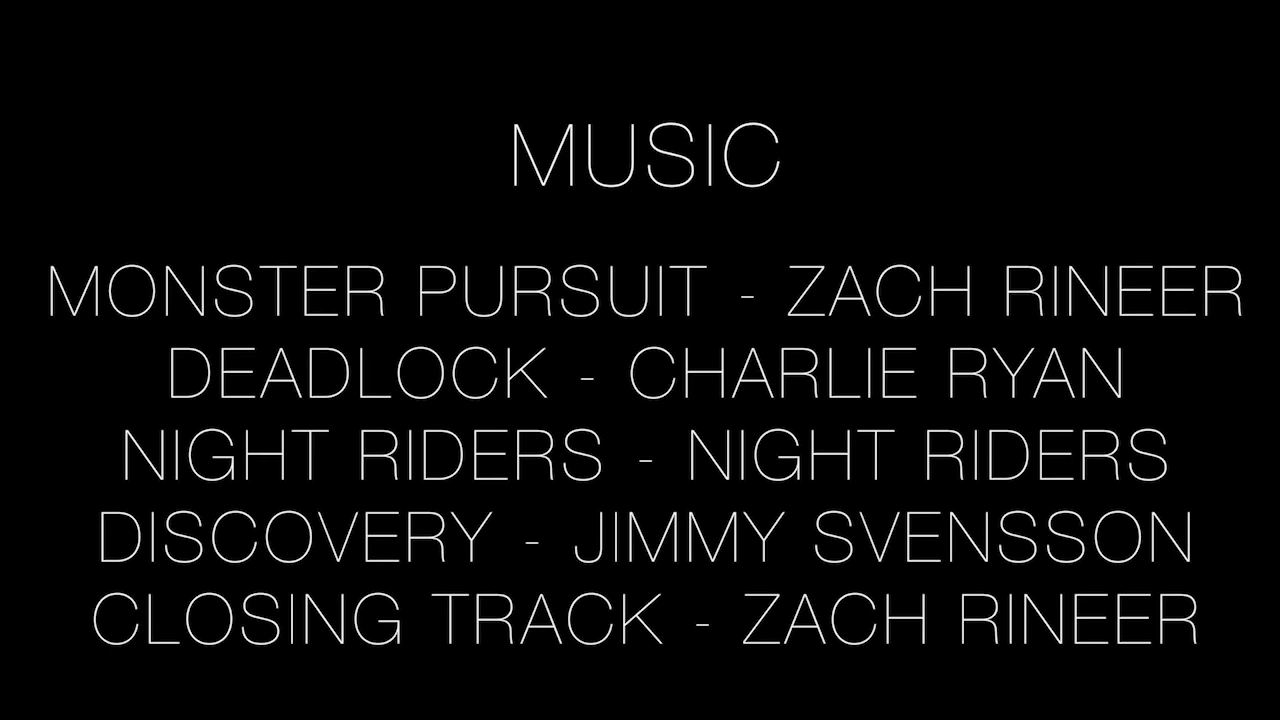 MUSIC
MONSTER PURSUIT - ZACH RINEER
DEADLOCK - CHARLIE RYAN
NIGHT RIDERS - NIGHT RIDERS
DISCOVERY - JIMMY SVENSSON
CLOSING TRACK - ZACH RINEER